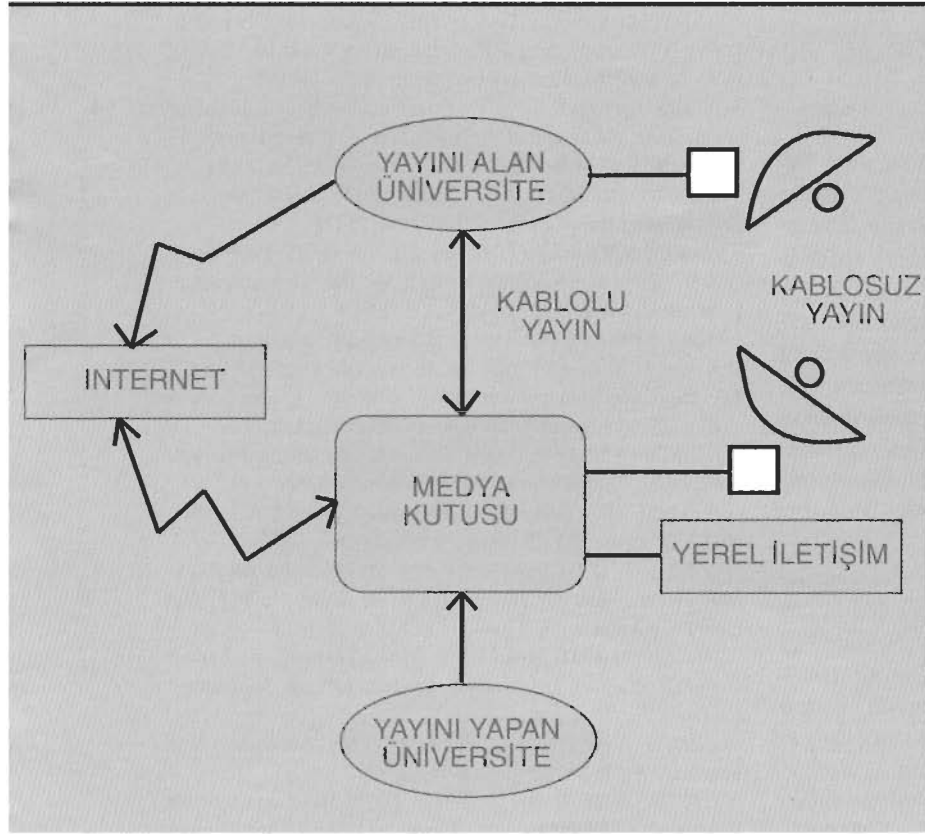 YAYINI ALAN
ÜNİVERSİTE
KABLOLU
YAYIN
KABLOSUZ
YAYIN
INTERNET
MEDYA
KUTUSU
YEREL İLETİŞİM
YAYINI YAPAN
ÜNİVERSİTE